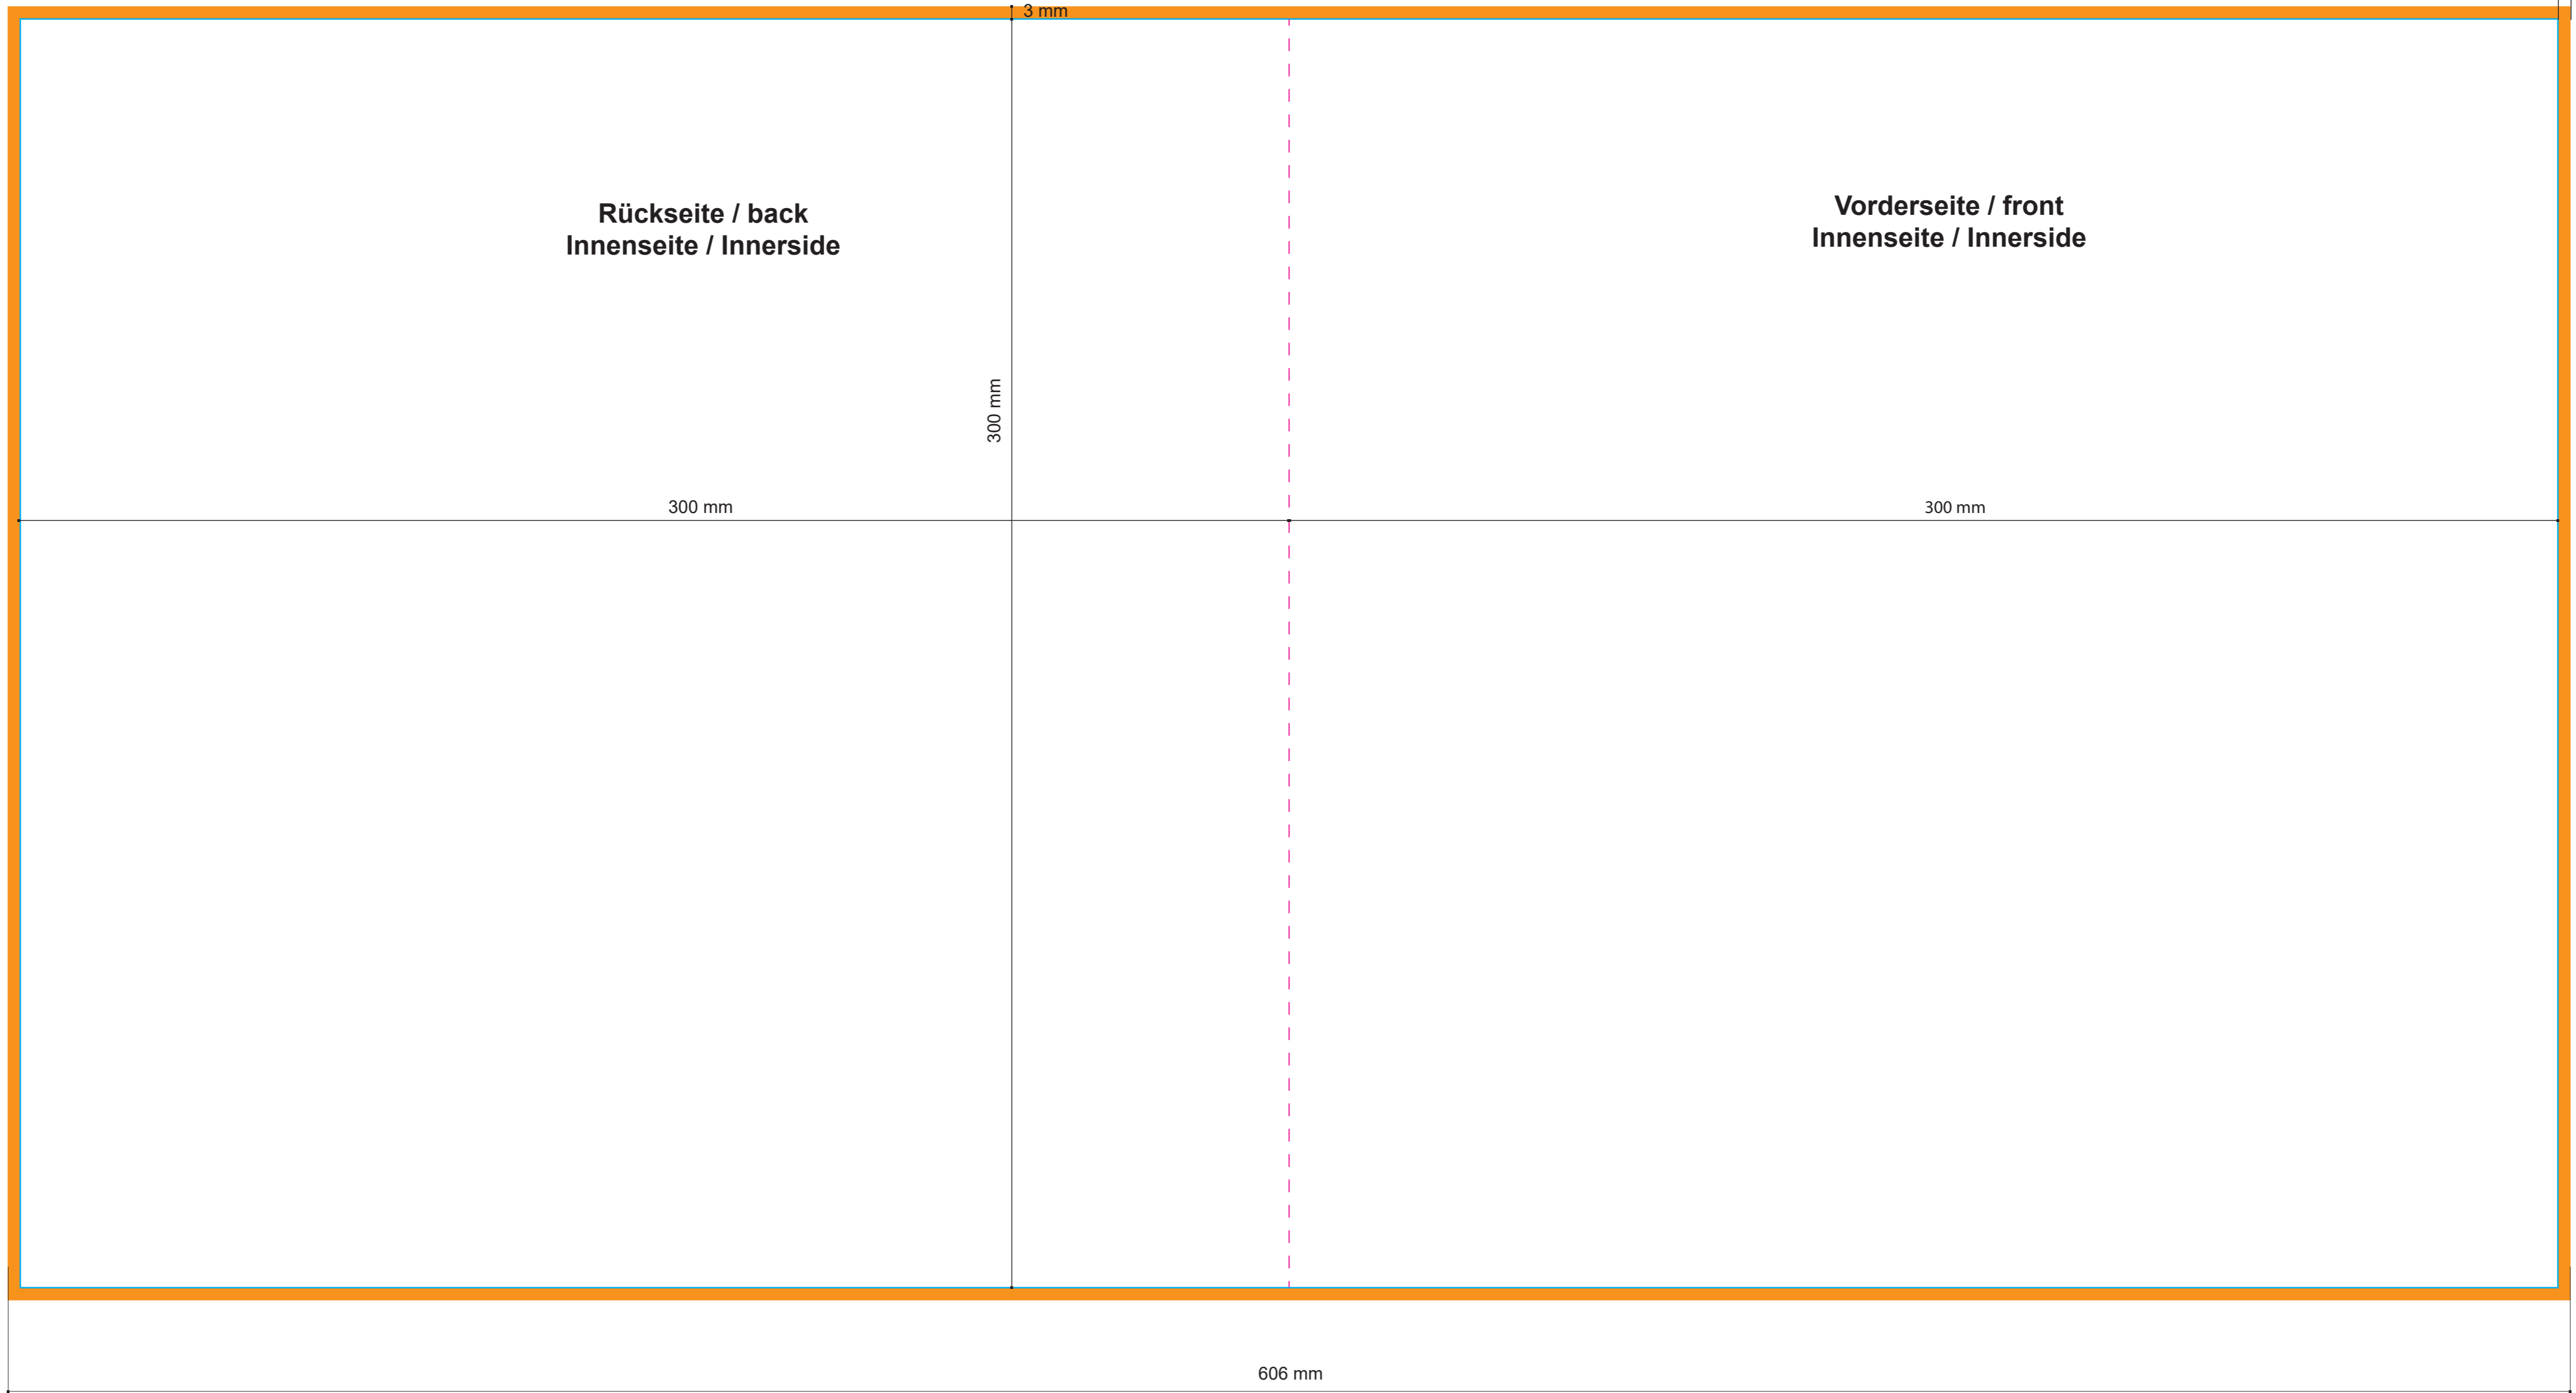 3 mm
Rückseite / back
Innenseite / Innerside
Vorderseite / front
Innenseite / Innerside
300 mm
300 mm
300 mm
606 mm